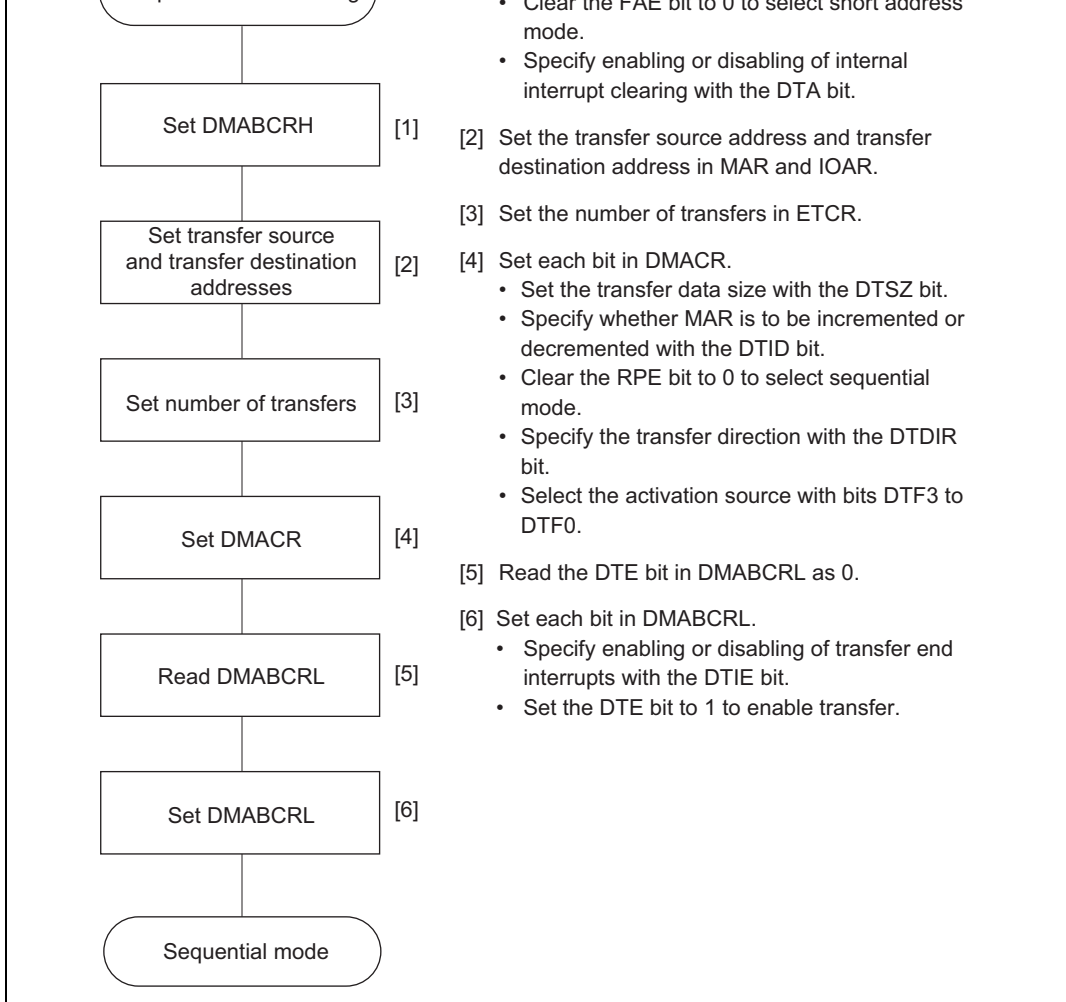 Clear the FAE bit to 0 to select short address
mode.
• Specify enabling or disabling of internal
interrupt clearing with the DTA bit.
Set DMABCRH
[1]
[2] Set the transfer source address and transfer
destination address in MAR and IOAR.
[3] Set the number of transfers in ETCR.
Set transfer source
and transfer destination
addresses
[2]
[4] Set each bit in DMACR.
• Set the transfer data size with the DTSZ bit.
• Specify whether MAR is to be incremented or
decremented with the DTID bit.
• Clear the RPE bit to 0 to select sequential
mode.
• Specify the transfer direction with the DTDIR
bit.
• Select the activation source with bits DTF3 to
DTF0.
Set number of transfers
[3]
Set DMACR
[4]
[5] Read the DTE bit in DMABCRL as 0.
[6] Set each bit in DMABCRL.
• Specify enabling or disabling of transfer end
interrupts with the DTIE bit.
• Set the DTE bit to 1 to enable transfer.
Read DMABCRL
[5]
Set DMABCRL
[6]
Sequential mode